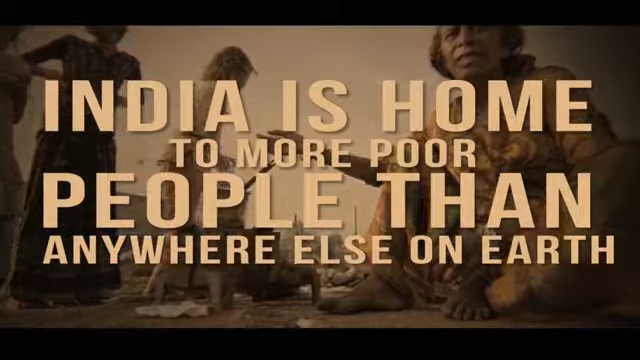 INDIA IS HOME
TO MORE POOR
PEOPLE THAN
ANYWHERE ELSE ON EARTH